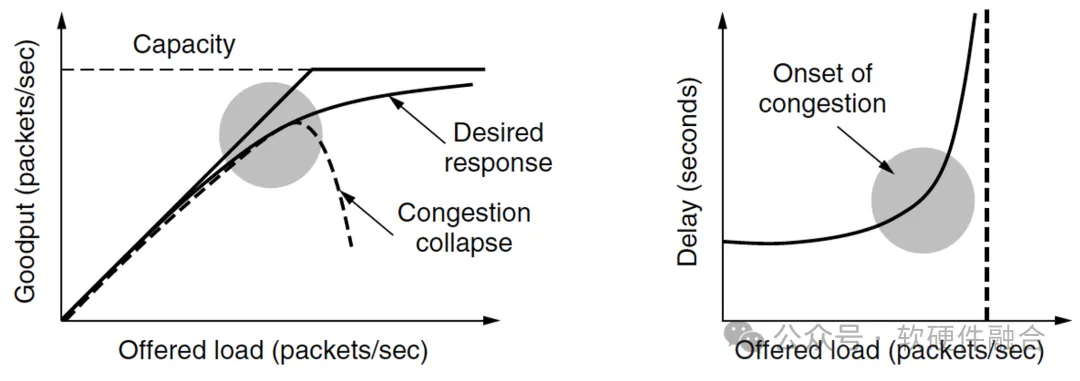 Goodput (packets/sec)
Capacity
Desired
response
Congestion
collapse
Offered load (packets/sec)
Delay (seconds)
Onset of
congestion
公众号 · 软硬件融合
Offered load (packets/sec)